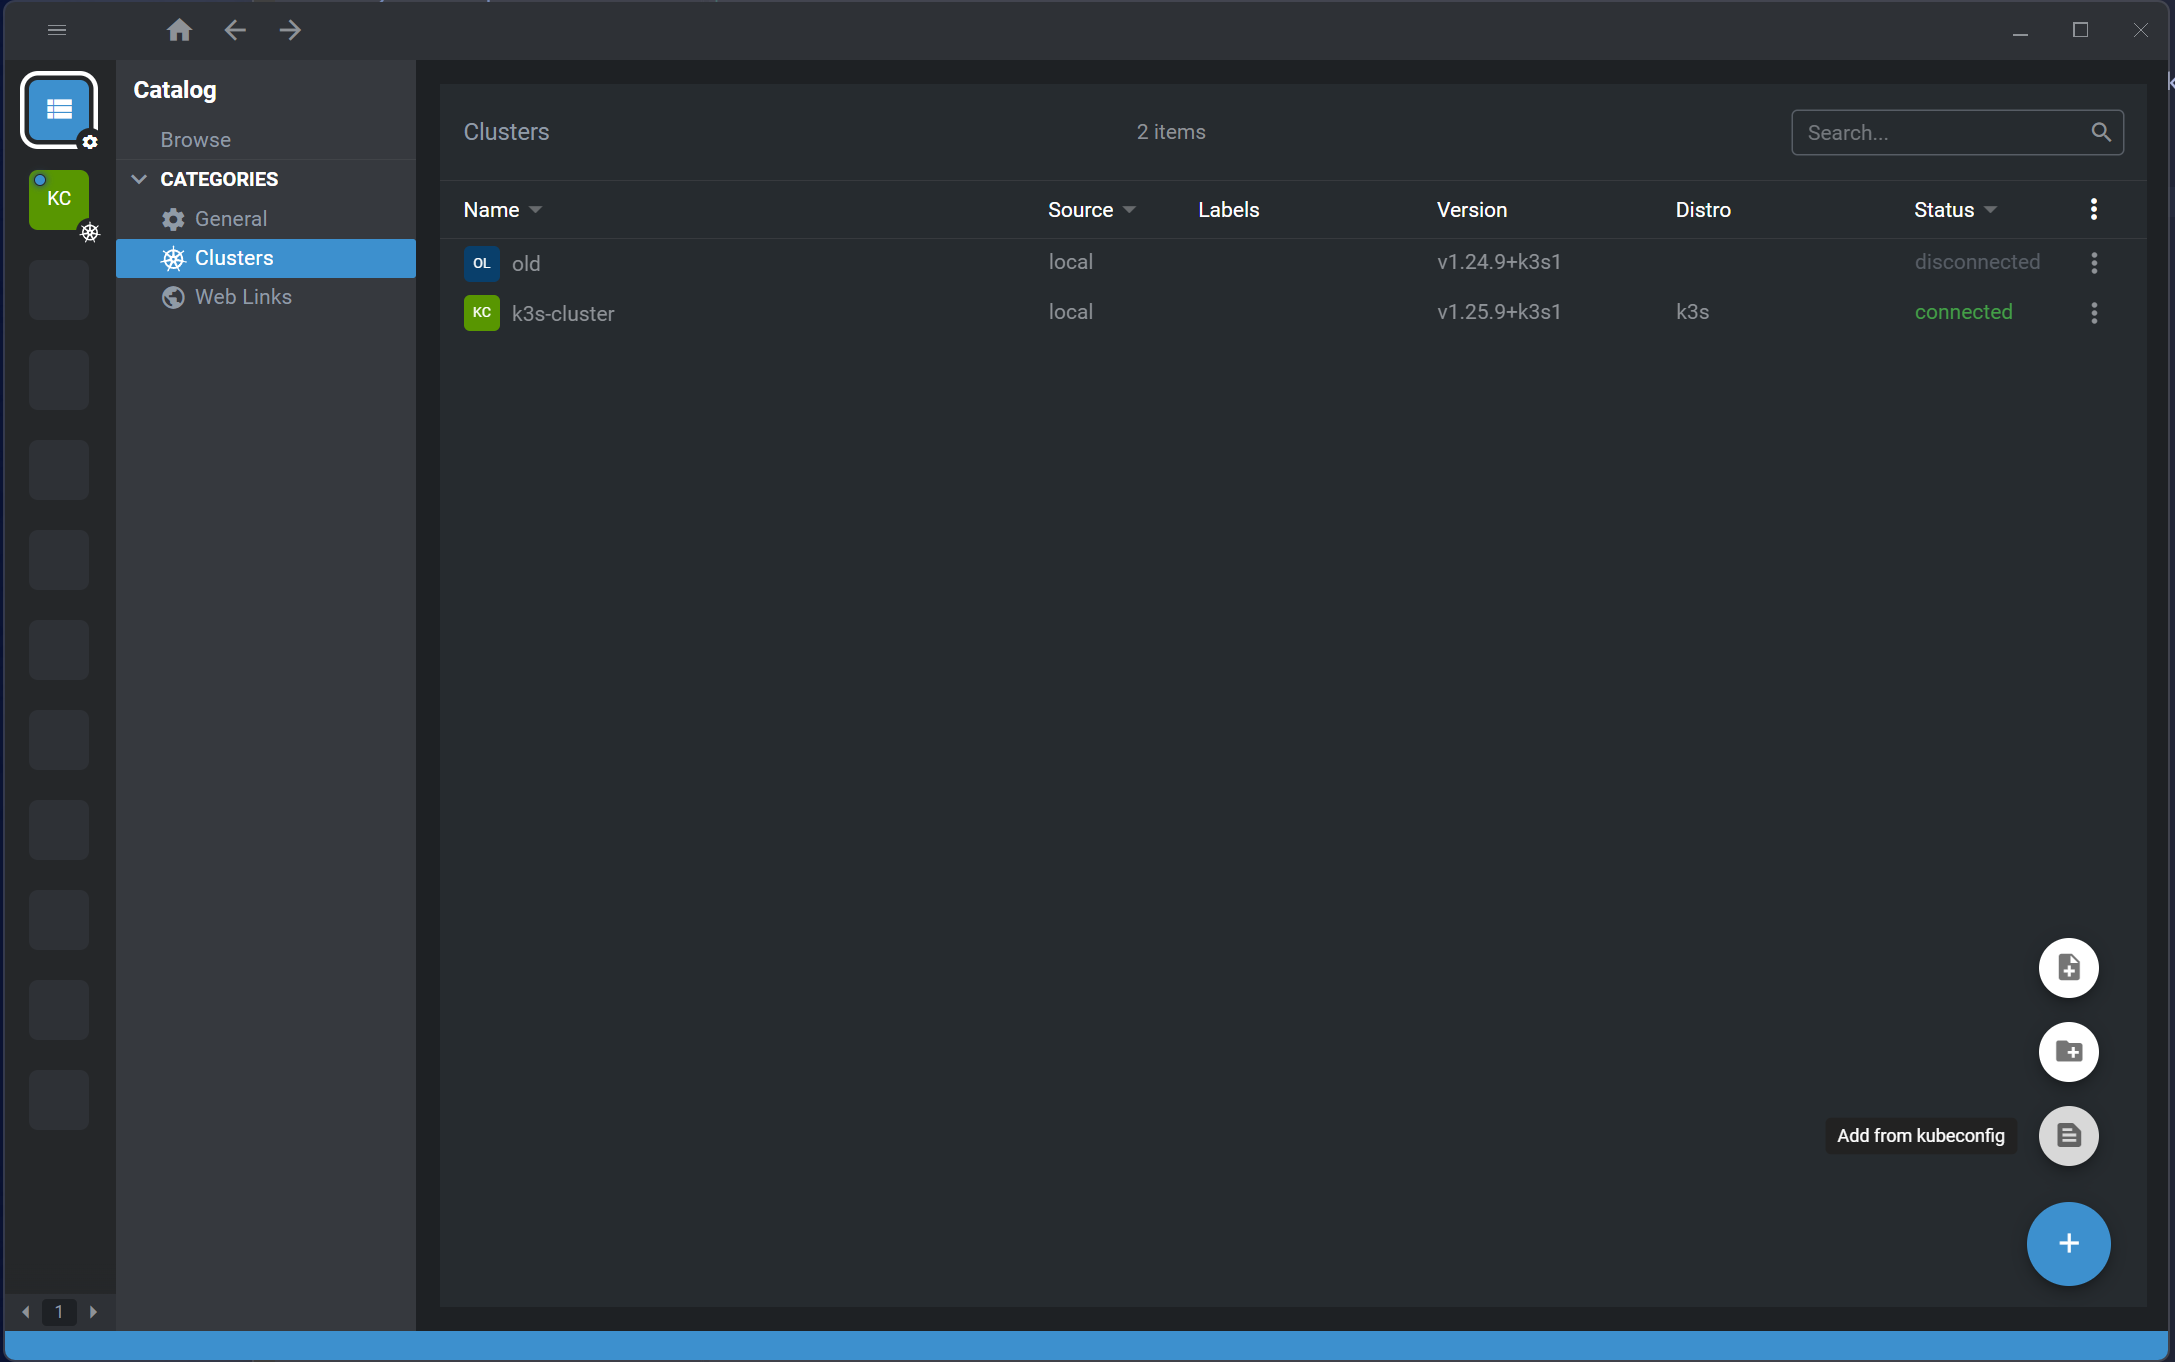 Catalog
Browse
CATEGORIES
General
Clusters
Web Links
KC
1
Clusters
2 items
Search...
Name Source Labels Version Distro Status
OL old local v1.24.9+k3s1 disconnected
KC k3s-cluster local v1.25.9+k3s1 k3s connected
Add from kubeconfig